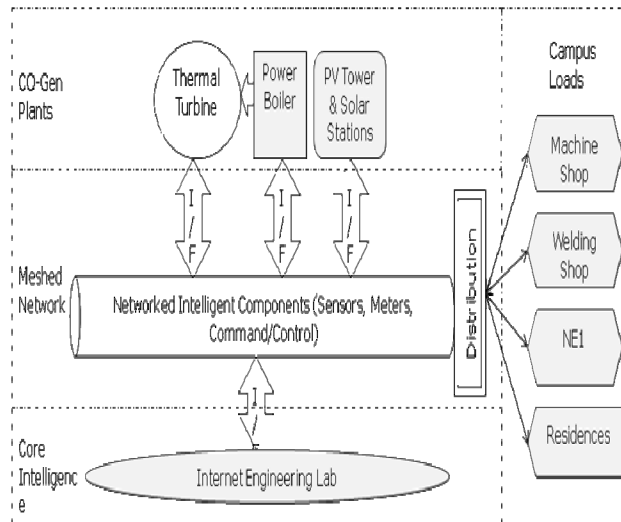 CO-Gen
Plants
Thermal
Turbine
Power
Boiler
PV Tower
& Solar
Stations
Campus
Loads
Machine
Shop
Welding
Shop
NE1
Residences
I
/
F
I
/
F
I
/
F
Meshed
Network
Networked Intelligent Components (Sensors, Meters,
Command/Control)
Distribution
I
/
F
Core
Intelligenc
e
Internet Engineering Lab